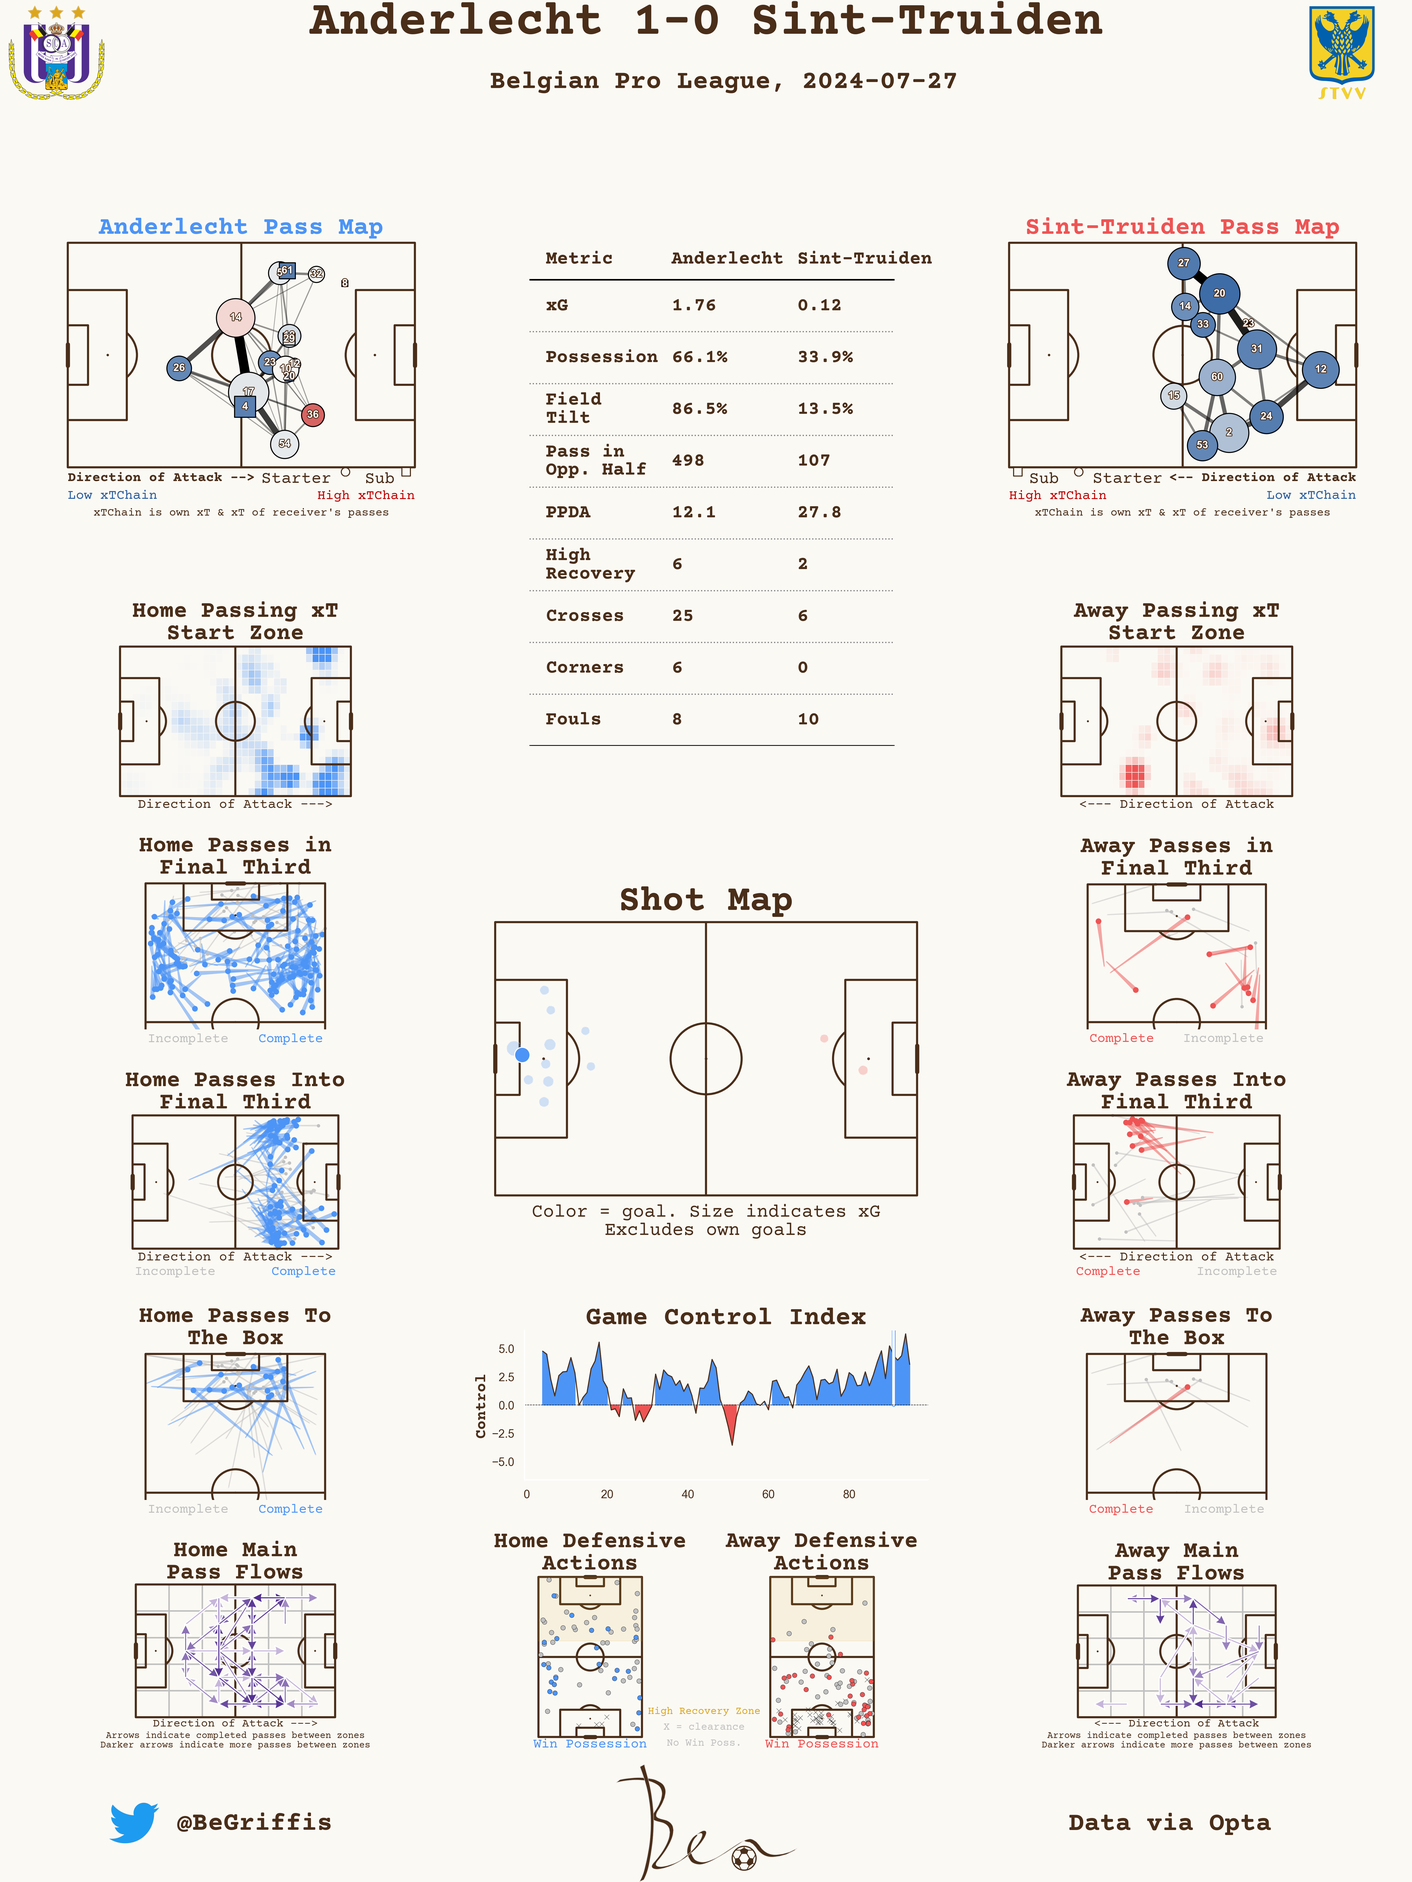 Anderlecht 1-0 Sint-Truiden
Belgian Pro League, 2024-07-27
STVV
Anderlecht Pass Map
61
32
8
14
29
23
12
10
20
26
17
4
36
54
Direction of Attack --> Starter Sub
Low xTChain High xTChain
xTChain is own xT & xT of receiver's passes
Metric Anderlecht Sint-Truiden
xG 1.76 0.12
Possession 66.1% 33.9%
Field
Tilt 86.5% 13.5%
Pass in
Opp. Half 498 107
PPDA 12.1 27.8
High
Recovery 6 2
Crosses 25 6
Corners 6 0
Fouls 8 10
Sint-Truiden Pass Map
27
20
14
33
23
31
12
60
15
24
2
53
Sub Starter <-- Direction of Attack
High xTChain Low xTChain
xTChain is own xT & xT of receiver's passes
Home Passing xT
Start Zone
Direction of Attack --->
Away Passing xT
Start Zone
<--- Direction of Attack
Home Passes in
Final Third
Incomplete Complete
Away Passes in
Final Third
Complete Incomplete
Shot Map
Color = goal. Size indicates xG
Excludes own goals
Home Passes Into
Final Third
Direction of Attack --->
Incomplete Complete
Away Passes Into
Final Third
<--- Direction of Attack
Complete Incomplete
Home Passes To
The Box
Incomplete Complete
Game Control Index
Control
5.0
2.5
0.0
−2.5
−5.0
0 20 40 60 80
Away Passes To
The Box
Complete Incomplete
Home Main
Pass Flows
Direction of Attack --->
Arrows indicate completed passes between zones
Darker arrows indicate more passes between zones
Home Defensive
Actions
Win Possession
High Recovery Zone
X = clearance
No Win Poss.
Away Defensive
Actions
Win Possession
Away Main
Pass Flows
<--- Direction of Attack
Arrows indicate completed passes between zones
Darker arrows indicate more passes between zones
@BeGriffis
Ben
Data via Opta